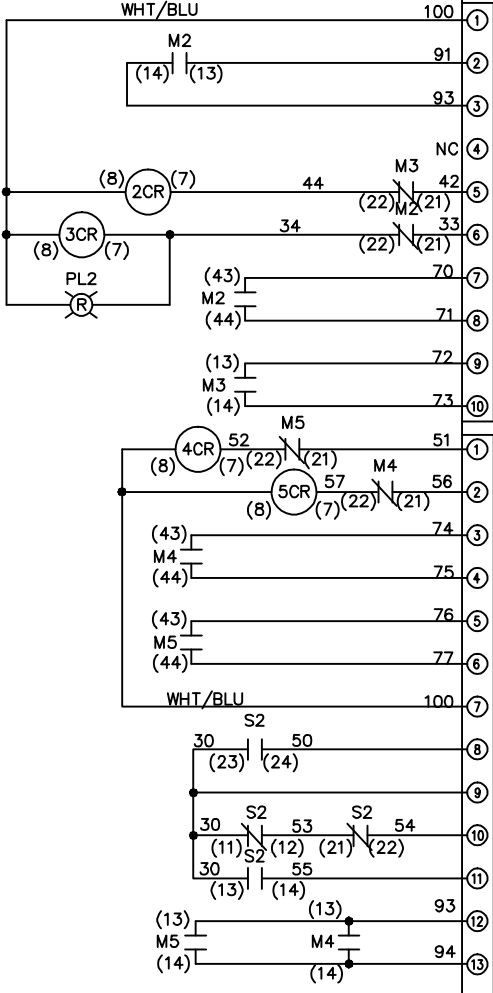 WHT/BLU 100 1
M2 91 2
(14) (13)
93 3
NC 4
M3
(8) 2CR (7) 44 42 5
(22) (21)
M2
3CR 34 33 6
(8) (7) (22) (21)
PL2
R
(43) 70 7
M2
(44) 71 8
(13) 72 9
M3
(14) 73 10
M5
4CR 52 51 1
(8) (7) (22) (21)
M4
5CR 57 56 2
(8) (7) (22) (21)
(43) 74 3
M4
(44) 75 4
(43) 76 5
M5
(44) 77 6
WHT/BLU 100 7
S2
30 50 8
(23) (24)
9
S2 S2
30 53 54 10
(11) (12) (21) (22)
S2
30 55 11
(13) (14)
(13) (13) 93 12
M5 M4
(14) (14) 94 13